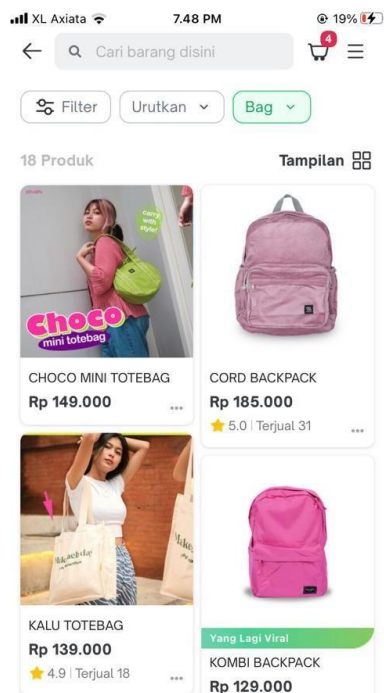 XL Axiata
7.48 PM
19%
Cari barang disini
4
Filter
Urutkan
Bag
18 Produk
Tampilan
carry
with
style!
Choco
mini totebag
CHOCO MINI TOTEBAG
Rp 149.000
CORD BACKPACK
Rp 185.000
5.0 | Terjual 31
KALU TOTEBAG
Rp 139.000
4.9 | Terjual 18
Yang Lagi Viral
KOMBI BACKPACK
Rp 129.000